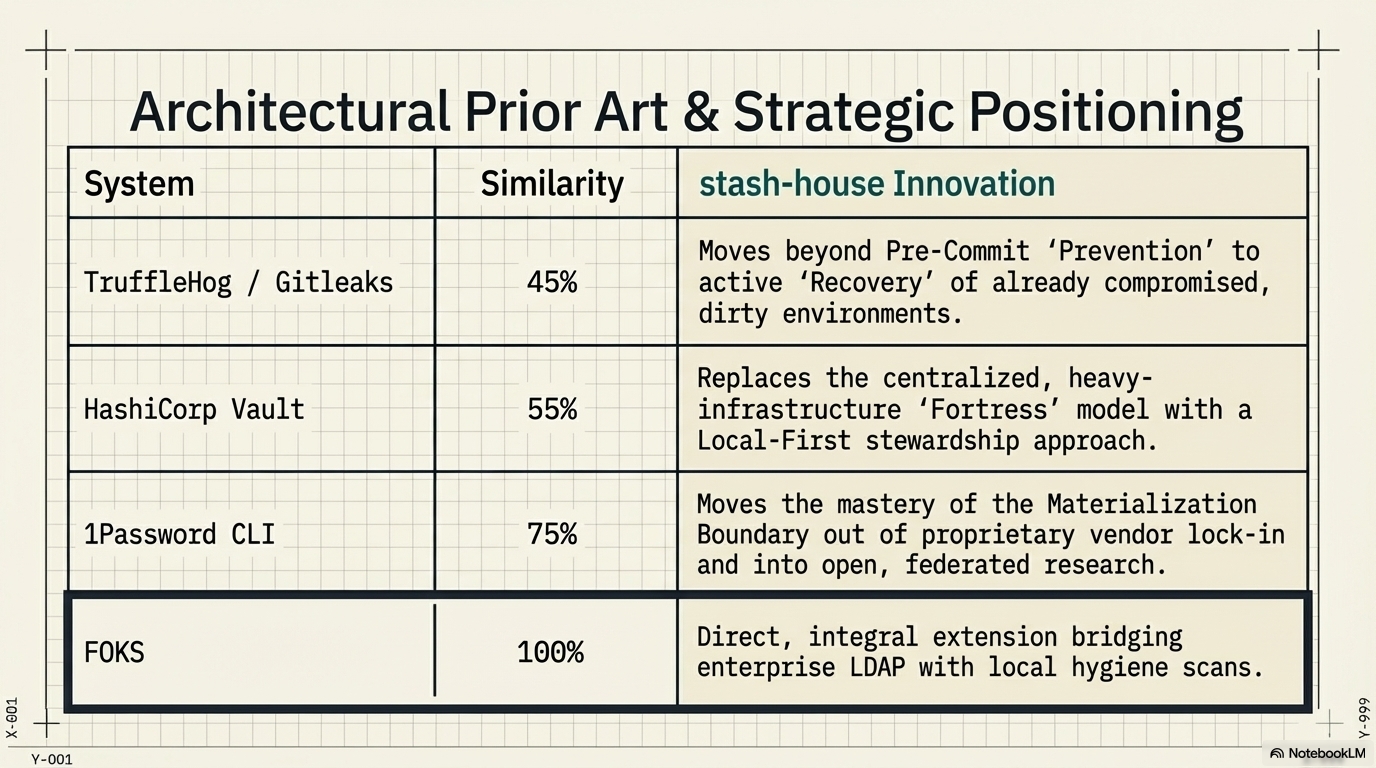 Architectural Prior Art & Strategic Positioning
System
Similarity
stash-house Innovation
TruffleHog / Gitleaks
45%
Moves beyond Pre-Commit ‘Prevention’ to
active ‘Recovery’ of already compromised,
dirty environments.
HashiCorp Vault
55%
Replaces the centralized, heavy-
infrastructure ‘Fortress’ model with a
Local-First stewardship approach.
1Password CLI
75%
Moves the mastery of the Materialization
Boundary out of proprietary vendor lock-in
and into open, federated research.
FOKS
100%
Direct, integral extension bridging
enterprise LDAP with local hygiene scans.
X-001
Y-001
Y-999
NotebookLM